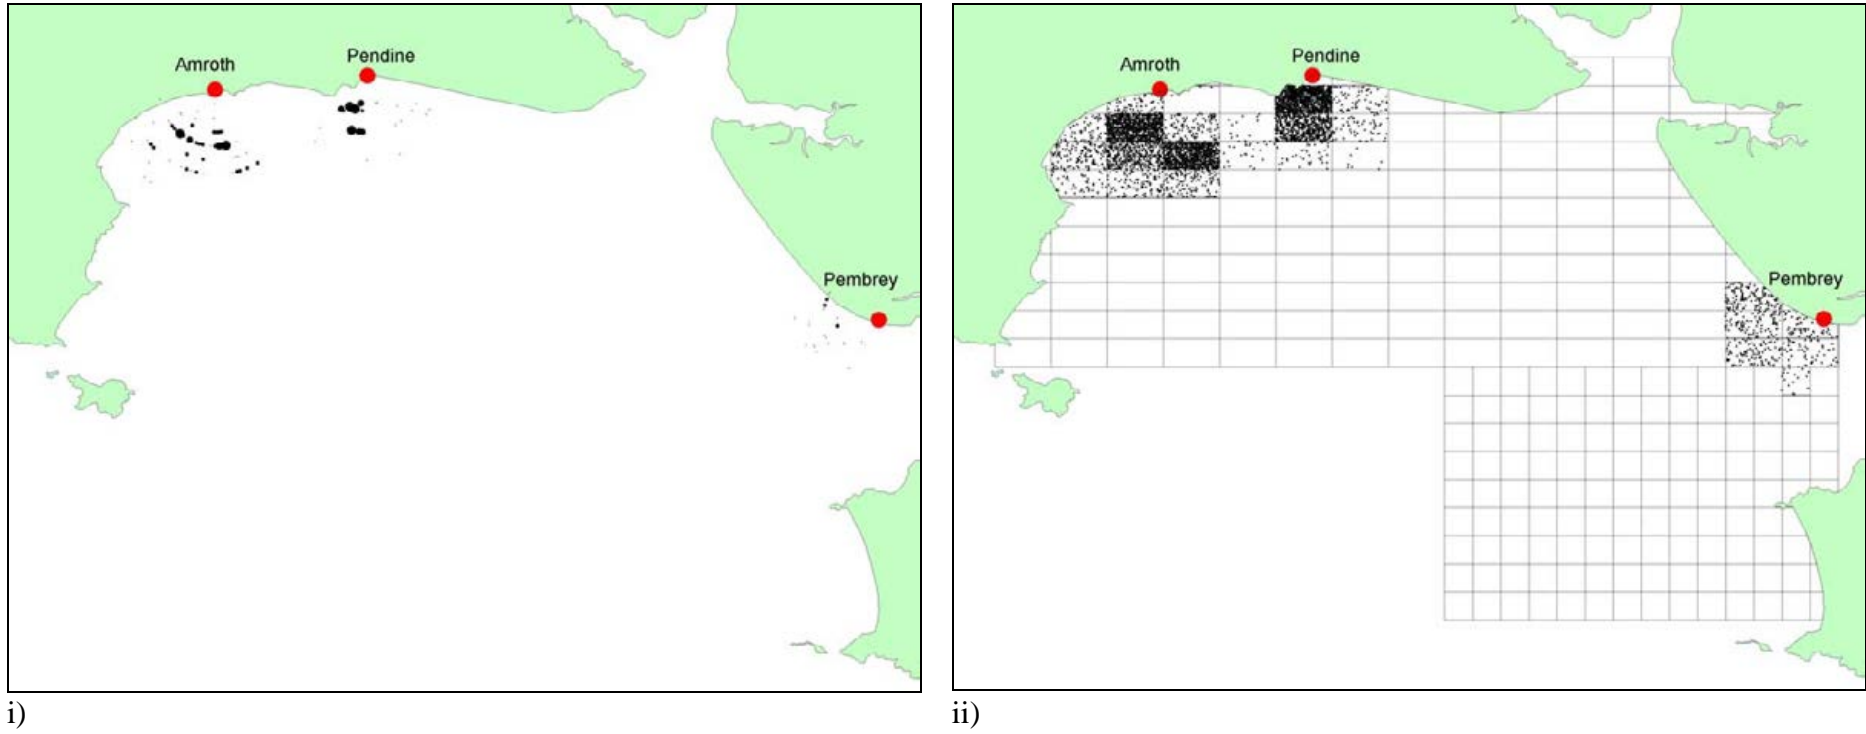 Amroth
Pendine
Pembrey
i)
Amroth
Pendine
Pembrey
ii)